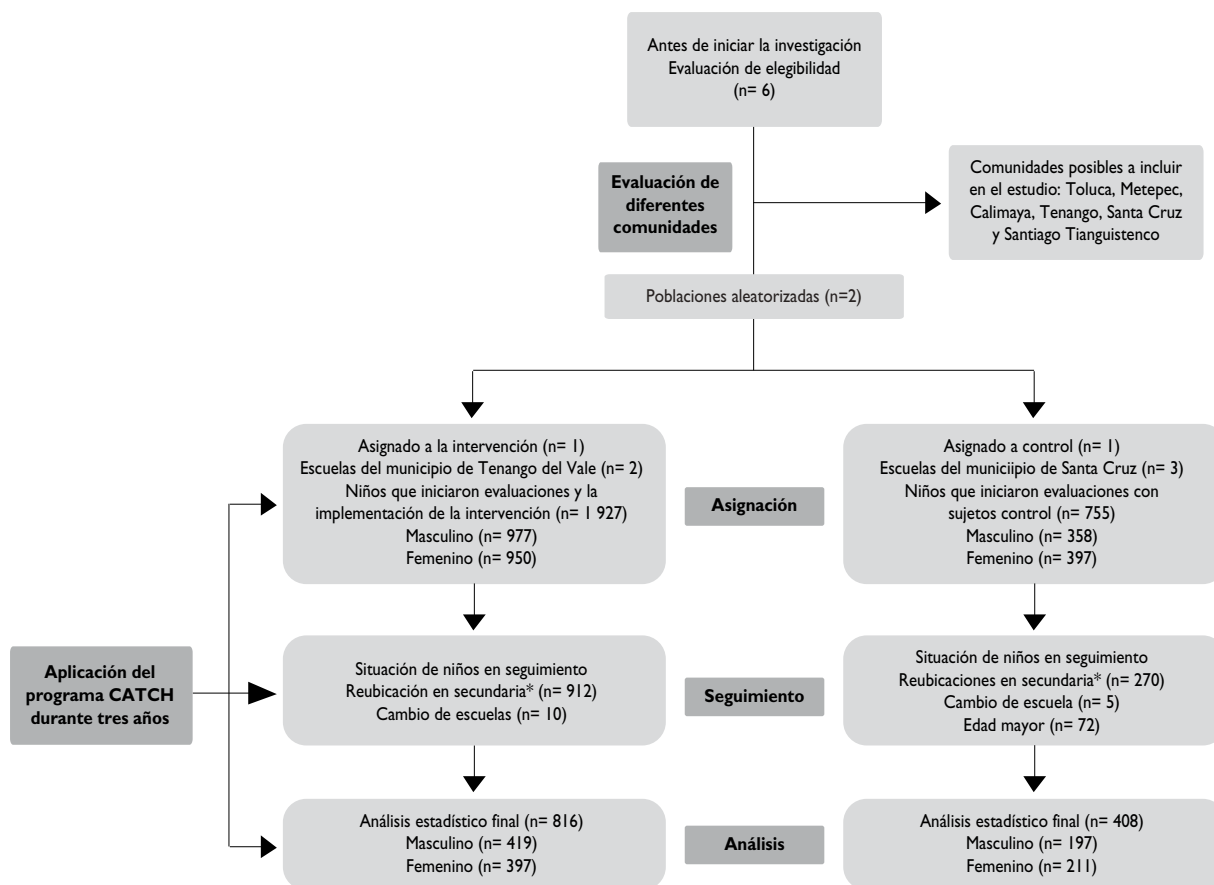 Antes de iniciar la investigación
Evaluación de elegibilidad
(n= 6)
Evaluación de
diferentes
comunidades
Comunidades posibles a incluir
en el estudio: Toluca, Metepec,
Calimaya, Tenango, Santa Cruz
y Santiago Tianguistenco
Poblaciones aleatorizadas (n=2)
Asignado a la intervención (n= 1)
Escuelas del municipio de Tenango del Vale (n= 2)
Niños que iniciaron evaluaciones y la
implementación de la intervención (n= 1 927)
Masculino (n= 977)
Femenino (n= 950)
Asignación
Asignado a control (n= 1)
Escuelas del municiipio de Santa Cruz (n= 3)
Niños que iniciaron evaluaciones con
sujetos control (n= 755)
Masculino (n= 358)
Femenino (n= 397)
Aplicación del
programa CATCH
durante tres años
Situación de niños en seguimiento
Reubicación en secundaria* (n= 912)
Cambio de escuelas (n= 10)
Seguimiento
Situación de niños en seguimiento
Reubicaciones en secundaria* (n= 270)
Cambio de escuela (n= 5)
Edad mayor (n= 72)
Análisis estadístico final (n= 816)
Masculino (n= 419)
Femenino (n= 397)
Análisis
Análisis estadístico final (n= 408)
Masculino (n= 197)
Femenino (n= 211)